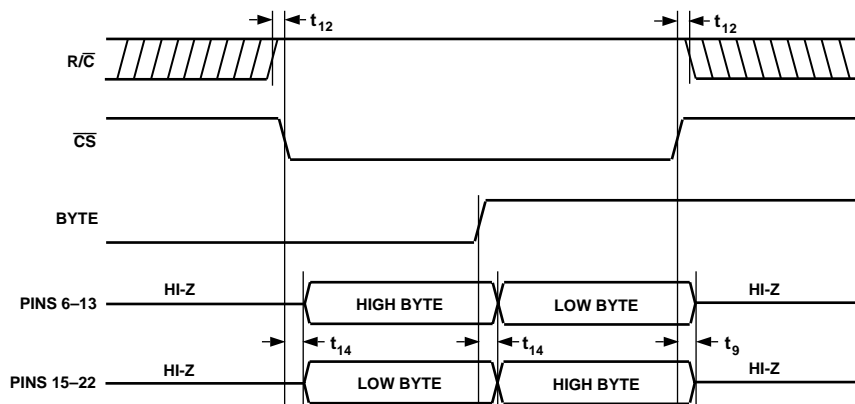 t12 t12
R/C̅
C̅S̅
BYTE
PINS 6–13 HI-Z HIGH BYTE LOW BYTE HI-Z
t14 t14 t9
PINS 15–22 HI-Z LOW BYTE HIGH BYTE HI-Z